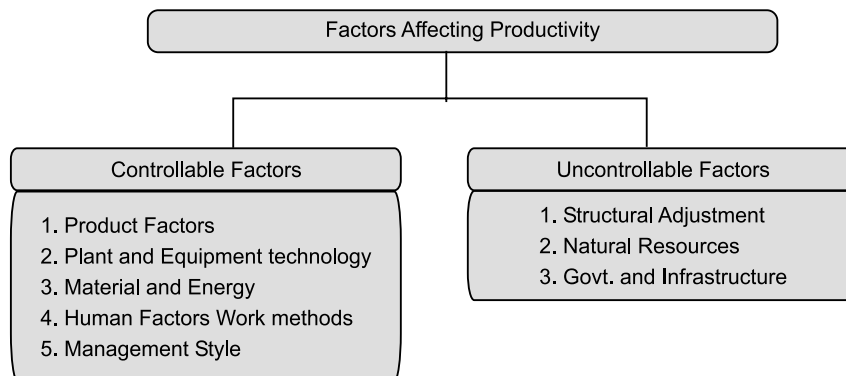 Factors Affecting Productivity
Controllable Factors
1. Product Factors
2. Plant and Equipment technology
3. Material and Energy
4. Human Factors Work methods
5. Management Style
Uncontrollable Factors
1. Structural Adjustment
2. Natural Resources
3. Govt. and Infrastructure